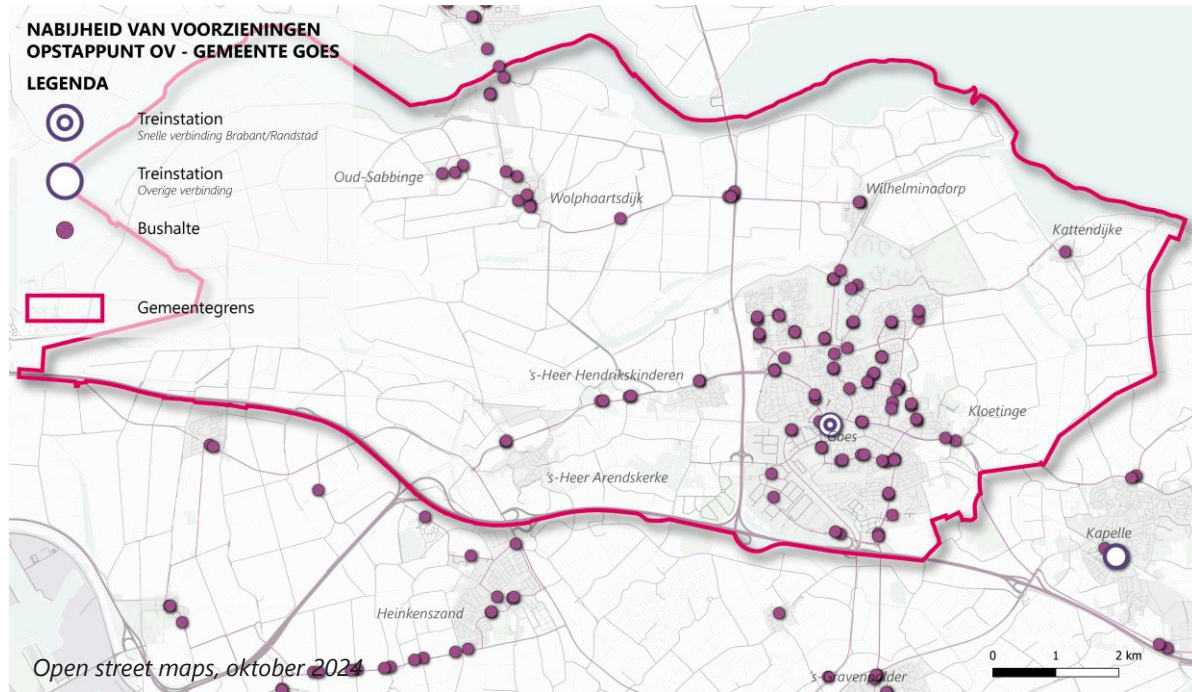 NABIJHEID VAN VOORZIENINGEN
OPSTAPPUNT OV - GEMEENTE GOES
LEGENDA
Treinstation
Snelle verbinding Brabant/Randstad
Treinstation
Overige verbinding
Bushalte
Gemeentegrens
Oud-Sabbinge
Wolphaartsdijk
Wilhelminadorp
Kattendijke
's-Heer Hendrikskinderen
Kloetinge
Goes
's-Heer Arendskerke
Kapelle
Heinkenszand
's-Gravenpolder
Open street maps, oktober 2024
0 1 2 km